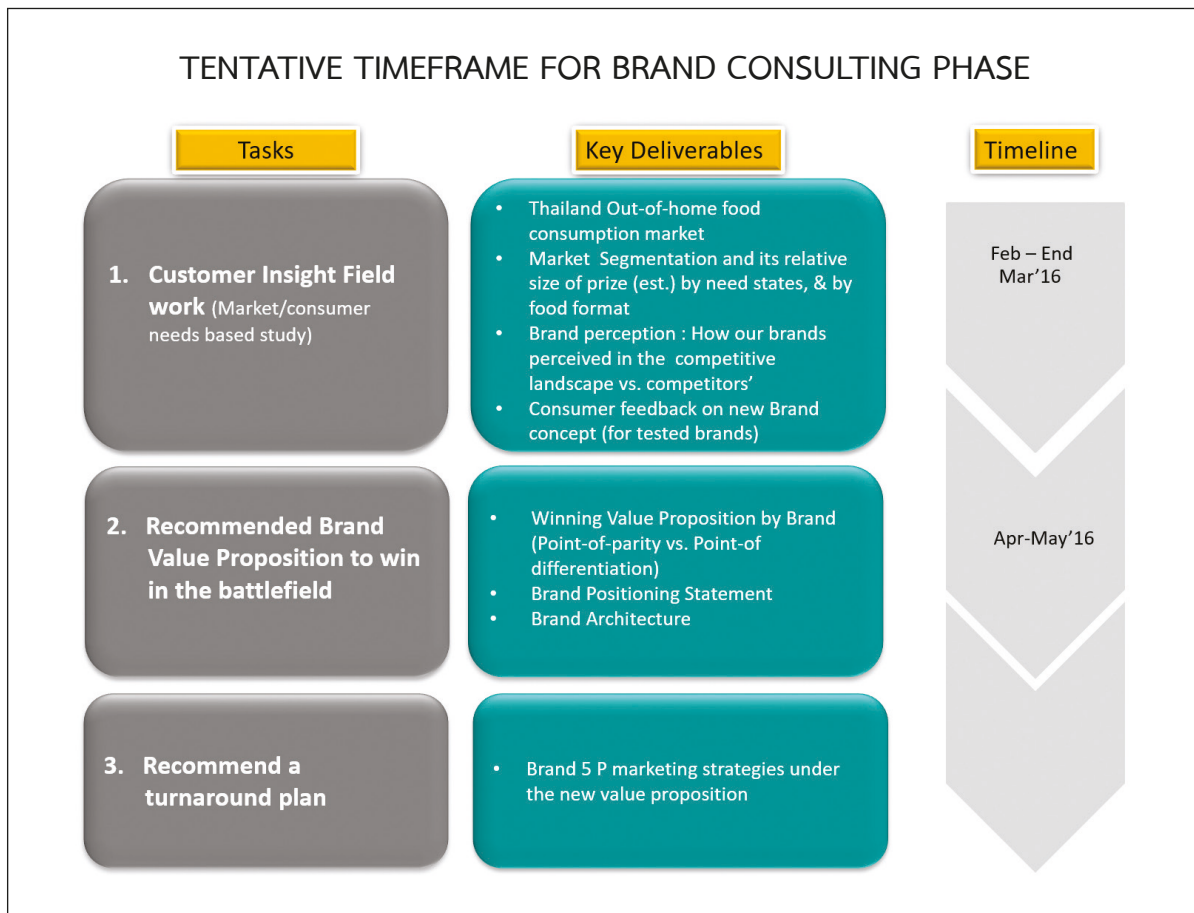 TENTATIVE TIMEFRAME FOR BRAND CONSULTING PHASE
Tasks
Key Deliverables
Timeline
1. Customer Insight Field
work (Market/consumer
needs based study)
• Thailand Out-of-home food
consumption market
• Market Segmentation and its relative
size of prize (est.) by need states, & by
food format
• Brand perception : How our brands
perceived in the competitive
landscape vs. competitors’
• Consumer feedback on new Brand
concept (for tested brands)
Feb – End
Mar’16
2. Recommended Brand
Value Proposition to win
in the battlefield
• Winning Value Proposition by Brand
(Point-of-parity vs. Point-of
differentiation)
• Brand Positioning Statement
• Brand Architecture
Apr-May’16
3. Recommend a
turnaround plan
• Brand 5 P marketing strategies under
the new value proposition